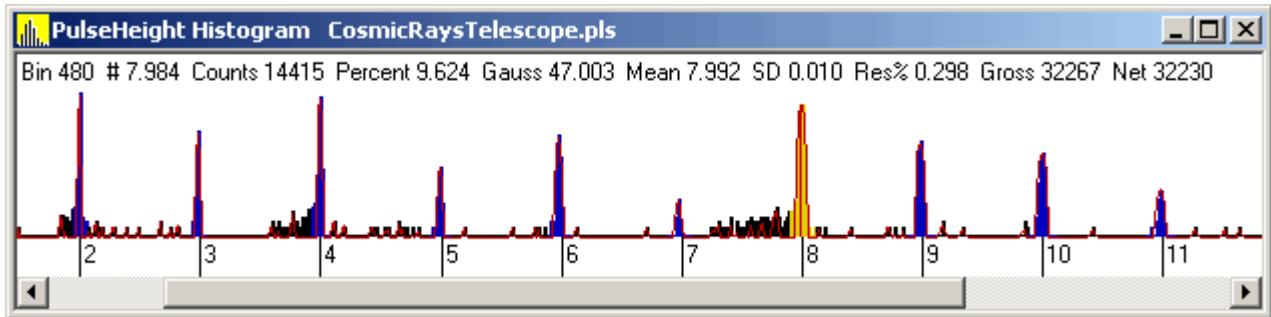 PulseHeight Histogram CosmicRaysTelescope.pls
Bin 480 # 7.984 Counts 14415 Percent 9.624 Gauss 47.003 Mean 7.992 SD 0.010 Res% 0.298 Gross 32267 Net 32230
2 3 4 5 6 7 8 9 10 11